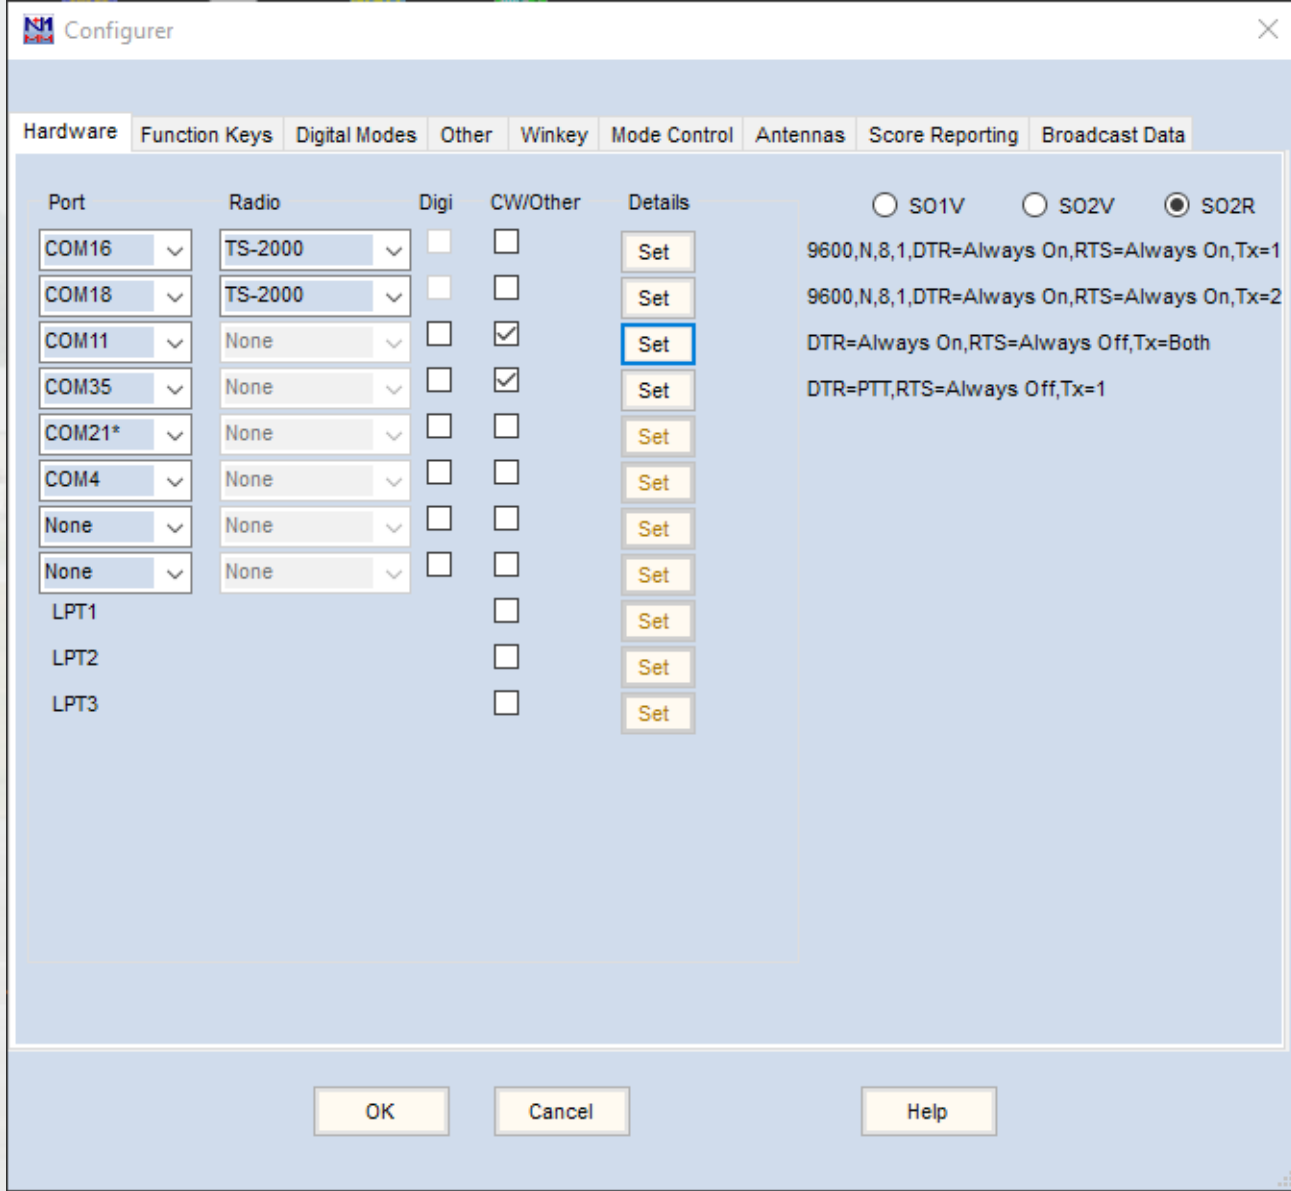 N1
MM
Configurer
Hardware Function Keys Digital Modes Other Winkey Mode Control Antennas Score Reporting Broadcast Data
Port Radio Digi CW/Other Details SO1V SO2V SO2R
COM16 TS-2000 Set 9600,N,8,1,DTR=Always On,RTS=Always On,Tx=1
COM18 TS-2000 Set 9600,N,8,1,DTR=Always On,RTS=Always On,Tx=2
COM11 None Set DTR=Always On,RTS=Always Off,Tx=Both
COM35 None Set DTR=PTT,RTS=Always Off,Tx=1
COM21* None Set
COM4 None Set
None None Set
None None Set
LPT1 Set
LPT2 Set
LPT3 Set
OK Cancel Help